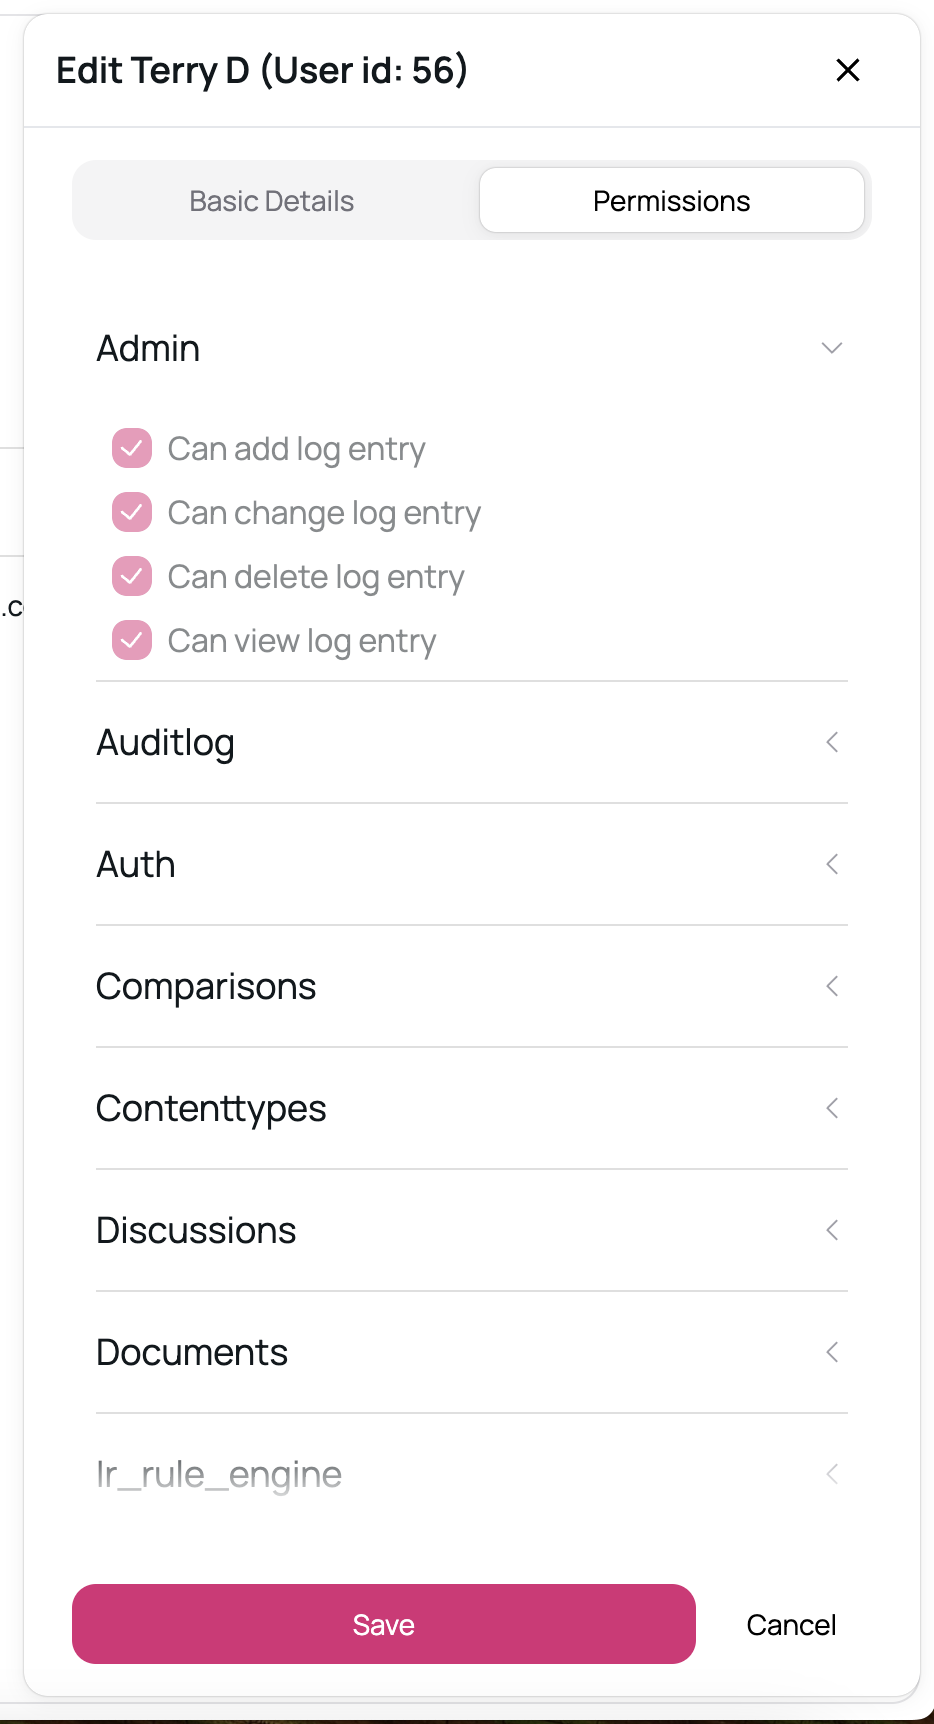 Edit Terry D (User id: 56)
Basic Details
Permissions
Admin
Can add log entry
Can change log entry
Can delete log entry
Can view log entry
.c
Auditlog
Auth
Comparisons
Contenttypes
Discussions
Documents
lr_rule_engine
Save
Cancel